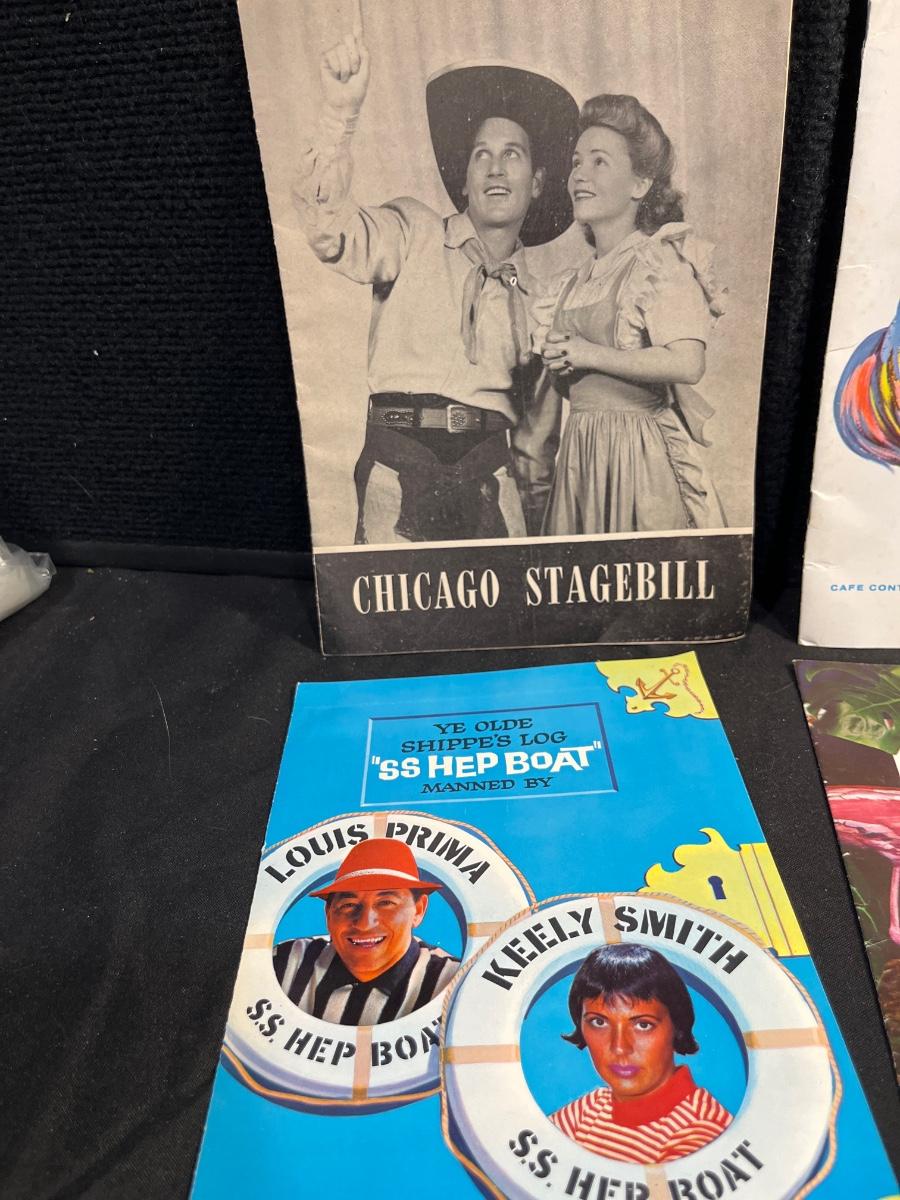 CHICAGO STAGEBILL
CAFE CONT
YE OLDE
SHIPPE'S LOG
"SS HEP BOAT"
MANNED BY
LOUIS PRIMA
S.S. HEP BOAT
KEELY SMITH
S.S. HEP BOAT